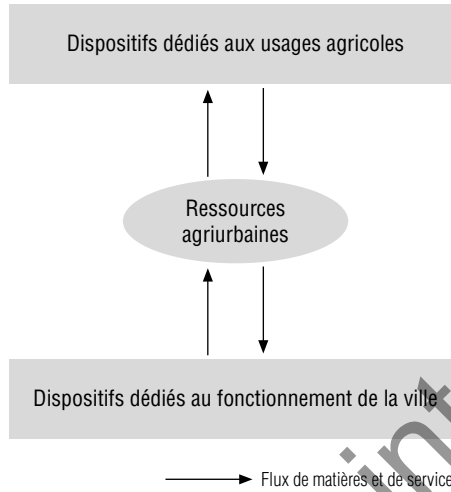 Dispositifs dédiés aux usages agricoles
Ressources
agriurbaines
Dispositifs dédiés au fonctionnement de la ville
Flux de matières et de service